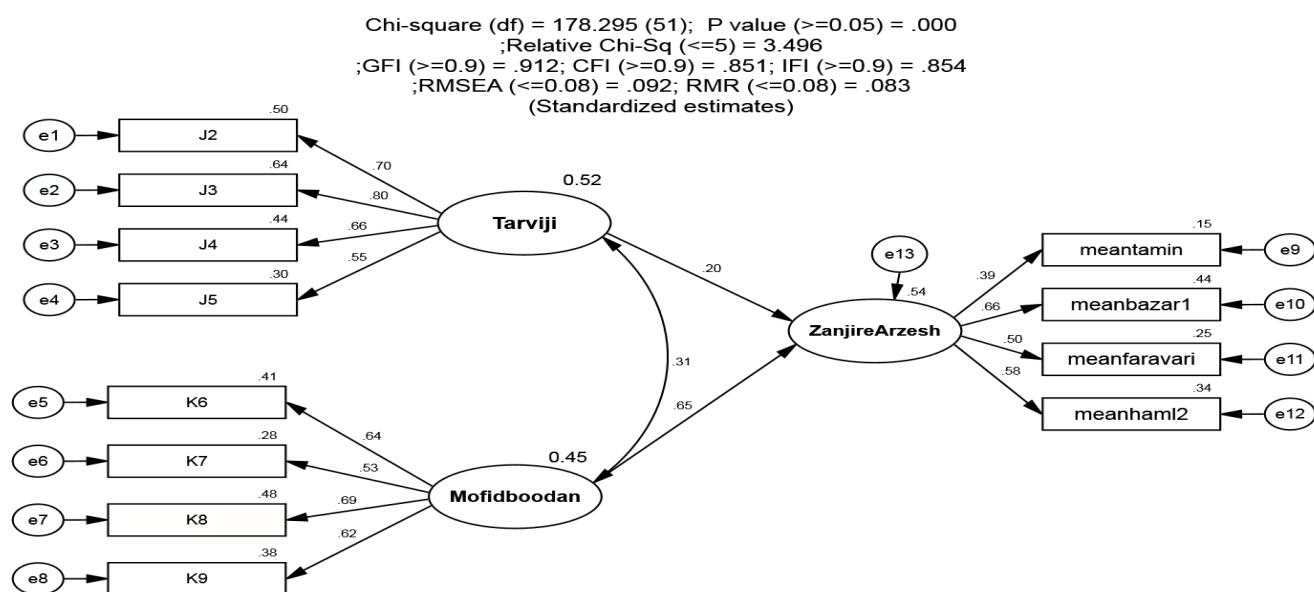 Chi-square (df) = 178.295 (51); P value (>=0.05) = .000
;Relative Chi-Sq (<=5) = 3.496
;GFI (>=0.9) = .912; CFI (>=0.9) = .851; IFI (>=0.9) = .854
;RMSEA (<=0.08) = .092; RMR (<=0.08) = .083
(Standardized estimates)
.50
e1
J2
.70
.64
e2
J3
.80
.44
e3
J4
.66
.30
e4
J5
.55
0.52
Tarviji
.41
e5
K6
.64
.28
e6
K7
.53
.48
e7
K8
.69
.38
e8
K9
.62
0.45
Mofidboodan
.20
.31
.65
e13
.54
ZanjireArzesh
.39
.15
meantamin
e9
.66
.44
meanbazar1
e10
.50
.25
meanfaravari
e11
.58
.34
meanhaml2
e12